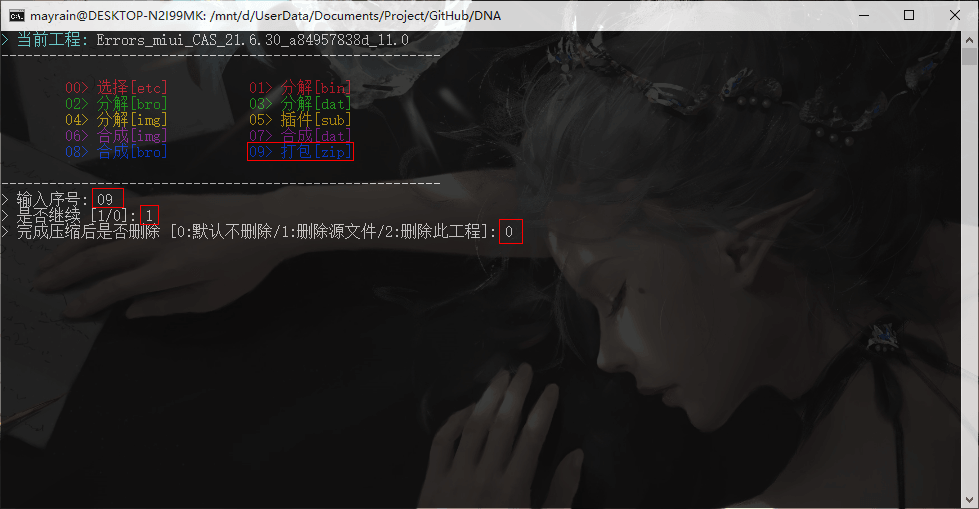 mayrain@DESKTOP-N2I99MK: /mnt/d/UserData/Documents/Project/GitHub/DNA
> 当前工程: Errors_miui_CAS_21.6.30_a84957838d_11.0
-------------------------------------------------------
00> 选择[etc] 01> 分解[bin]
02> 分解[bro] 03> 分解[dat]
04> 分解[img] 05> 插件[sub]
06> 合成[img] 07> 合成[dat]
08> 合成[bro] 09> 打包[zip]
-------------------------------------------------------
> 输入序号: 09
> 是否继续 [1/0]: 1
> 完成压缩后是否删除 [0:默认不删除/1:删除源文件/2:删除此工程]: 0